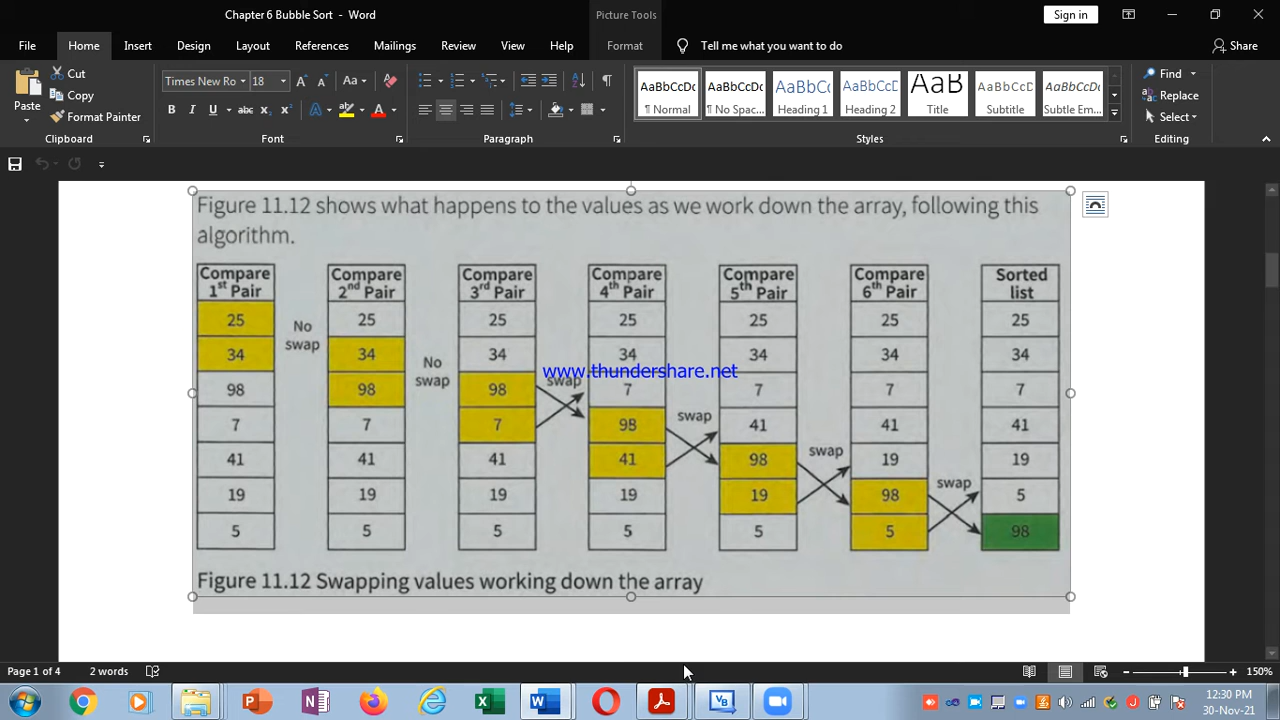 Chapter 6 Bubble Sort - Word
Picture Tools
Sign in
File Home Insert Design Layout References Mailings Review View Help Format Tell me what you want to do Share
Paste
Cut
Copy
Format Painter
Clipboard
Times New Ro 18
Font
Paragraph
AaBbCcDd
¶ Normal
AaBbCcDd
¶ No Spac...
AaBbCc
Heading 1
AaBbCcD
Heading 2
AaB
Title
AaBbCcD
Subtitle
AaBbCcDd
Subtle Em...
Styles
Find
Replace
Select
Editing
Figure 11.12 shows what happens to the values as we work down the array, following this
algorithm.
Compare
1st Pair
25
34
98
7
41
19
5
No
swap
Compare
2nd Pair
25
34
98
7
41
19
5
No
swap
Compare
3rd Pair
25
34
98
7
41
19
5
swap
Compare
4th Pair
25
34
7
98
41
19
5
swap
Compare
5th Pair
25
34
7
41
98
19
5
swap
Compare
6th Pair
25
34
7
41
19
98
5
swap
Sorted
list
25
34
7
41
19
5
98
www.thundershare.net
Figure 11.12 Swapping values working down the array
Page 1 of 4 2 words 150%
12:30 PM
30-Nov-21